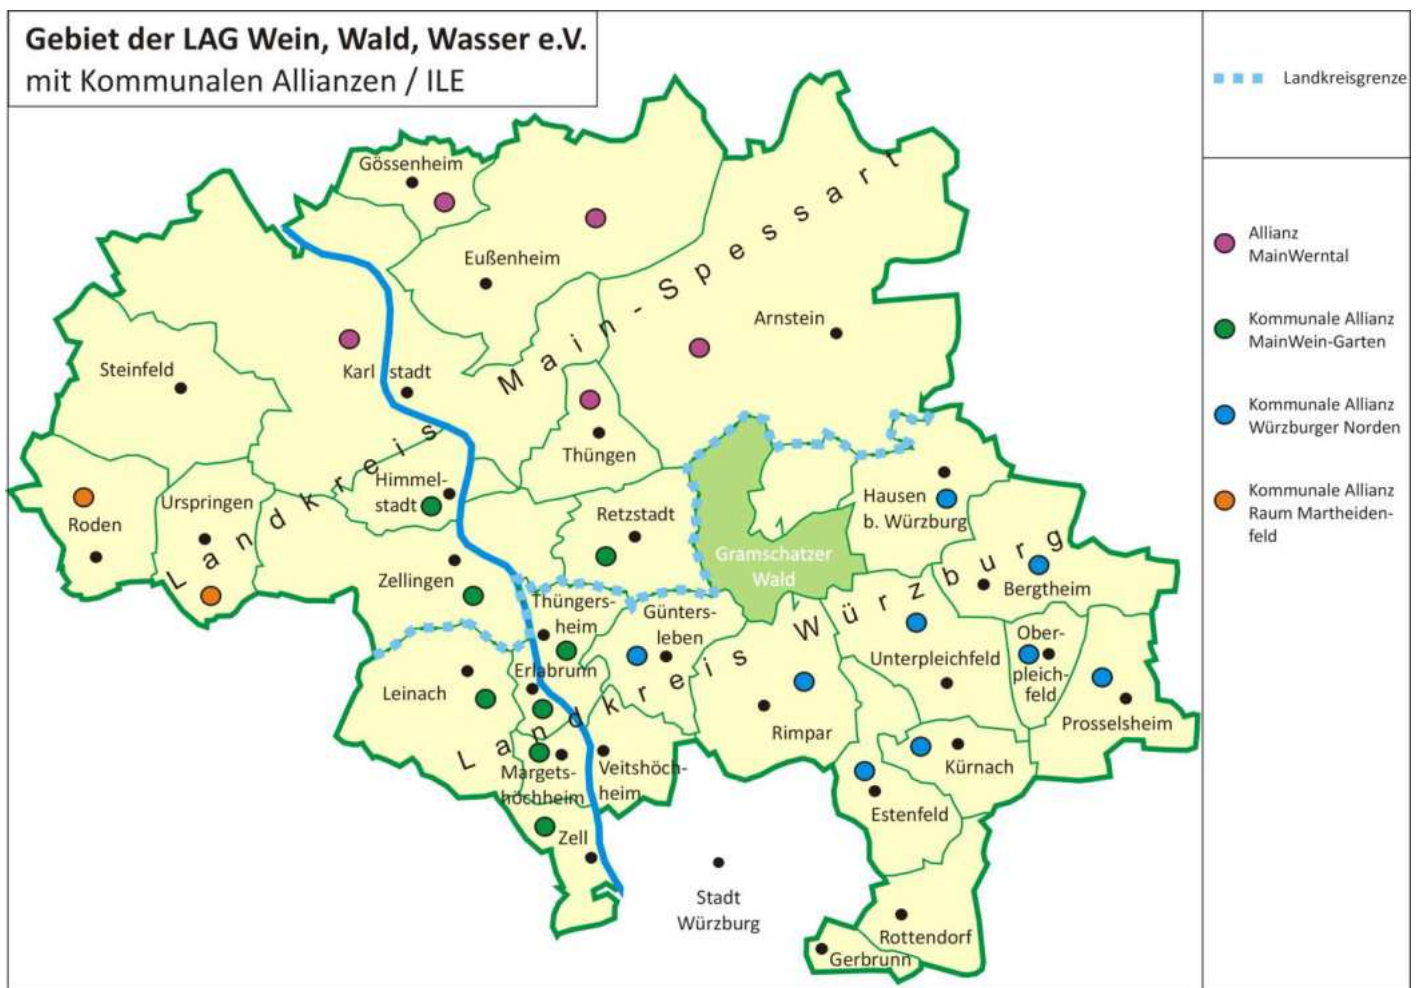 Gebiet der LAG Wein, Wald, Wasser e.V.
mit Kommunalen Allianzen / ILE
Landkreisgrenze
Allianz
MainWerntal
Kommunale Allianz
MainWein-Garten
Kommunale Allianz
Würzburger Norden
Kommunale Allianz
Raum Martheiden-
feld
Gössenheim
Eußenheim
Arnstein
Steinfeld
Karlstadt
Landkreis Main-Spessart
Thüngen
Himmel-
stadt
Urspringen
Roden
Retzstadt
Hausen
b. Würzburg
Gramschatzer
Wald
Zellingen
Bergtheim
Thüngers-
heim
Günters-
leben
Landkreis Würzburg
Ober-
pleich-
feld
Unterpleichfeld
Erlabrunn
Leinach
Prosselsheim
Rimpar
Kürnach
Margets-
höchheim
Veitshöch-
heim
Estenfeld
Zell
Stadt
Würzburg
Rottendorf
Gerbrunn